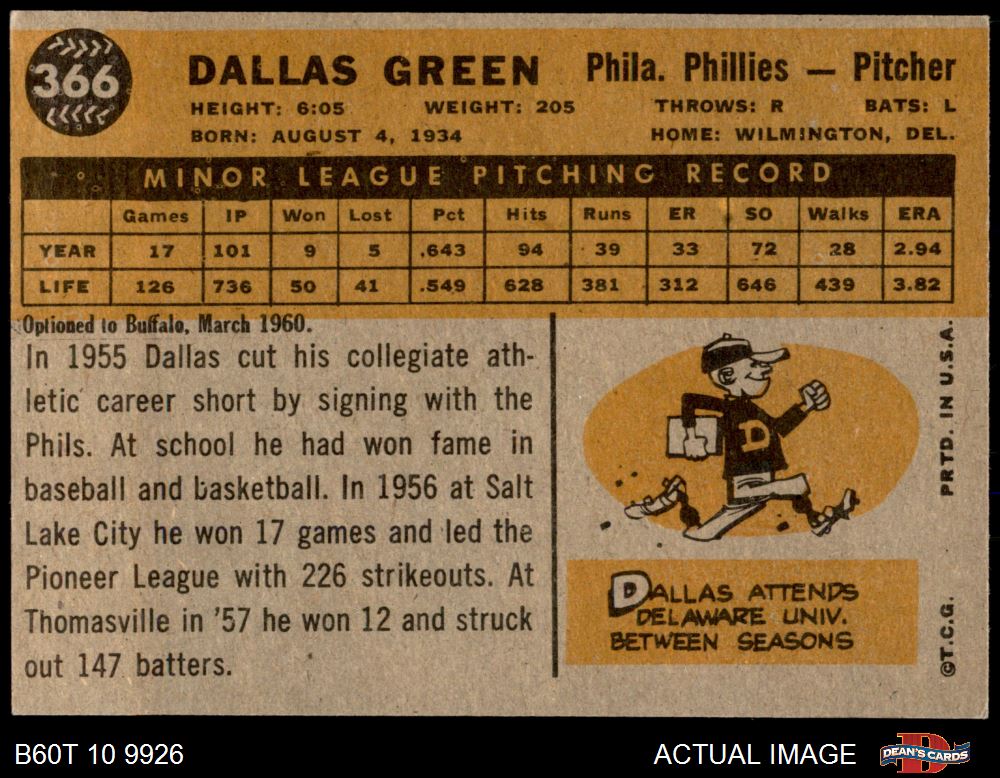 366
DALLAS GREEN Phila. Phillies — Pitcher
HEIGHT: 6:05 WEIGHT: 205 THROWS: R BATS: L
BORN: AUGUST 4, 1934 HOME: WILMINGTON, DEL.
MINOR LEAGUE PITCHING RECORD
Games IP Won Lost Pct Hits Runs ER SO Walks ERA
YEAR 17 101 9 5 .643 94 39 33 72 28 2.94
LIFE 126 736 50 41 .549 628 381 312 646 439 3.82
Optioned to Buffalo, March 1960.
In 1955 Dallas cut his collegiate ath-
letic career short by signing with the
Phils. At school he had won fame in
baseball and basketball. In 1956 at Salt
Lake City he won 17 games and led the
Pioneer League with 226 strikeouts. At
Thomasville in '57 he won 12 and struck
out 147 batters.
D
DALLAS ATTENDS
DELAWARE UNIV.
BETWEEN SEASONS
©T.C.G. PRTD. IN U.S.A.
B60T 10 9926 ACTUAL IMAGE DEAN'S CARDS